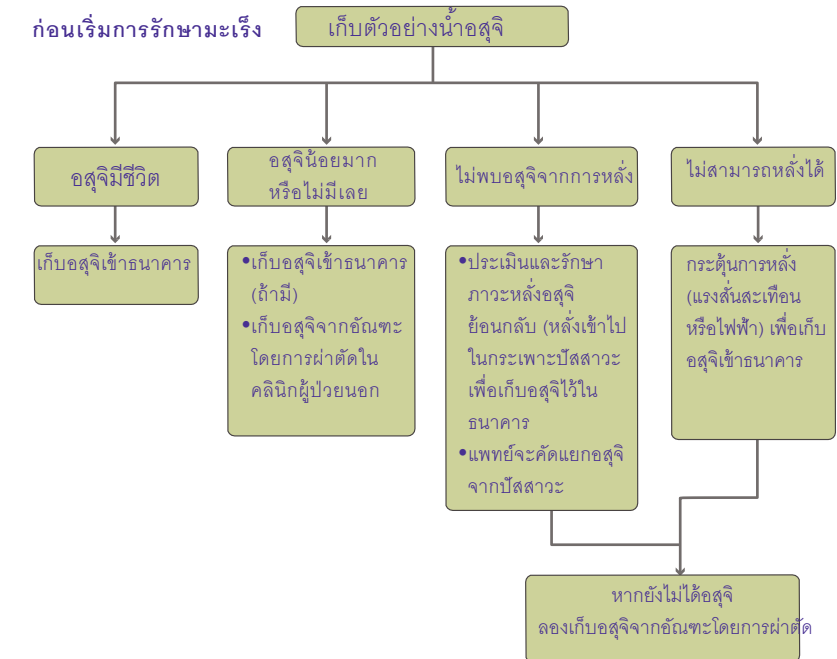 ก่อนเริ่มการรักษามะเร็ง
เก็บตัวอย่างน้ำอสุจิ
อสุจิมีชีวิต
อสุจิน้อยมาก
หรือไม่มีเลย
ไม่พบอสุจิจากการหลั่ง
ไม่สามารถหลั่งได้
เก็บอสุจิเข้าธนาคาร
•เก็บอสุจิเข้าธนาคาร
(ถ้ามี)
•เก็บอสุจิจากอัณฑะ
โดยการผ่าตัดใน
คลินิกผู้ป่วยนอก
•ประเมินและรักษา
ภาวะหลั่งอสุจิ
ย้อนกลับ (หลั่งเข้าไป
ในกระเพาะปัสสาวะ
เพื่อเก็บอสุจิไว้ใน
ธนาคาร
•แพทย์จะคัดแยกอสุจิ
จากปัสสาวะ
กระตุ้นการหลั่ง
(แรงสั่นสะเทือน
หรือไฟฟ้า) เพื่อเก็บ
อสุจิเข้าธนาคาร
หากยังไม่ได้อสุจิ
ลองเก็บอสุจิจากอัณฑะโดยการผ่าตัด